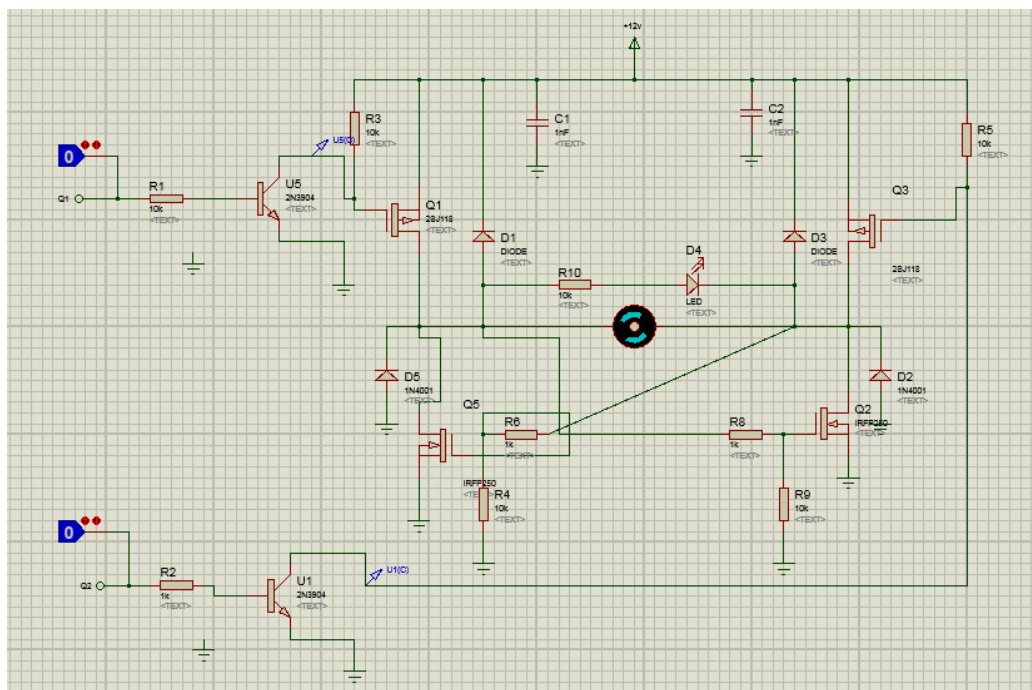 +12v
R3
10k
<TEXT>
U5(C)
C1
1nF
<TEXT>
C2
1nF
<TEXT>
R5
10k
<TEXT>
0
Q1
R1
10k
<TEXT>
U5
2N3904
<TEXT>
Q1
2SJ118
<TEXT>
Q3
2SJ118
<TEXT>
D1
DIODE
<TEXT>
D3
DIODE
<TEXT>
R10
10k
<TEXT>
D4
LED
<TEXT>
D5
1N4001
<TEXT>
D2
1N4001
<TEXT>
Q5
IRFP250
<TEXT>
R6
1k
<TEXT>
R8
1k
<TEXT>
Q2
IRFP250
<TEXT>
R4
10k
<TEXT>
R9
10k
<TEXT>
0
Q2
R2
1k
<TEXT>
U1
2N3904
<TEXT>
U1(C)